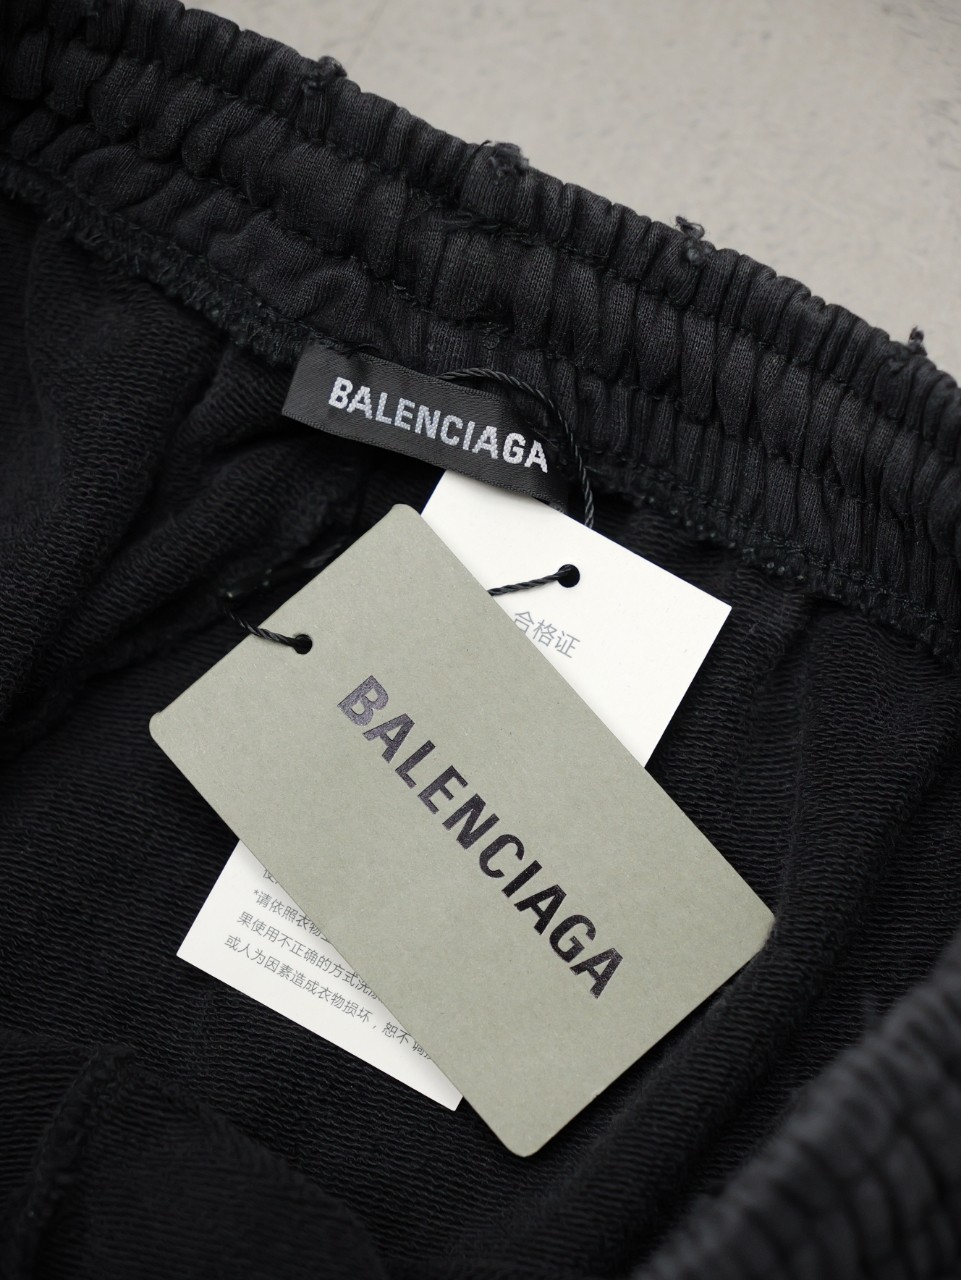 BALENCIAGA
合格证
BALENCIAGA
*请依照衣物
果使用不正确的方式洗
或人为因素造成衣物损坏，恕不